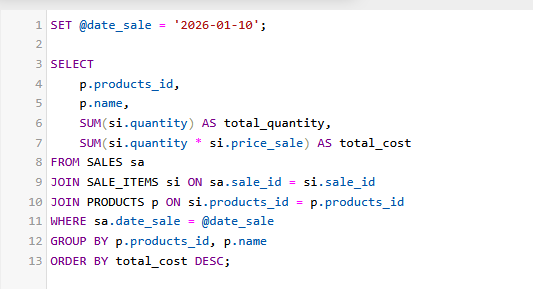 1 SET @date_sale = '2026-01-10';
2
3 SELECT
4     p.products_id,
5     p.name,
6     SUM(si.quantity) AS total_quantity,
7     SUM(si.quantity * si.price_sale) AS total_cost
8 FROM SALES sa
9 JOIN SALE_ITEMS si ON sa.sale_id = si.sale_id
10 JOIN PRODUCTS p ON si.products_id = p.products_id
11 WHERE sa.date_sale = @date_sale
12 GROUP BY p.products_id, p.name
13 ORDER BY total_cost DESC;